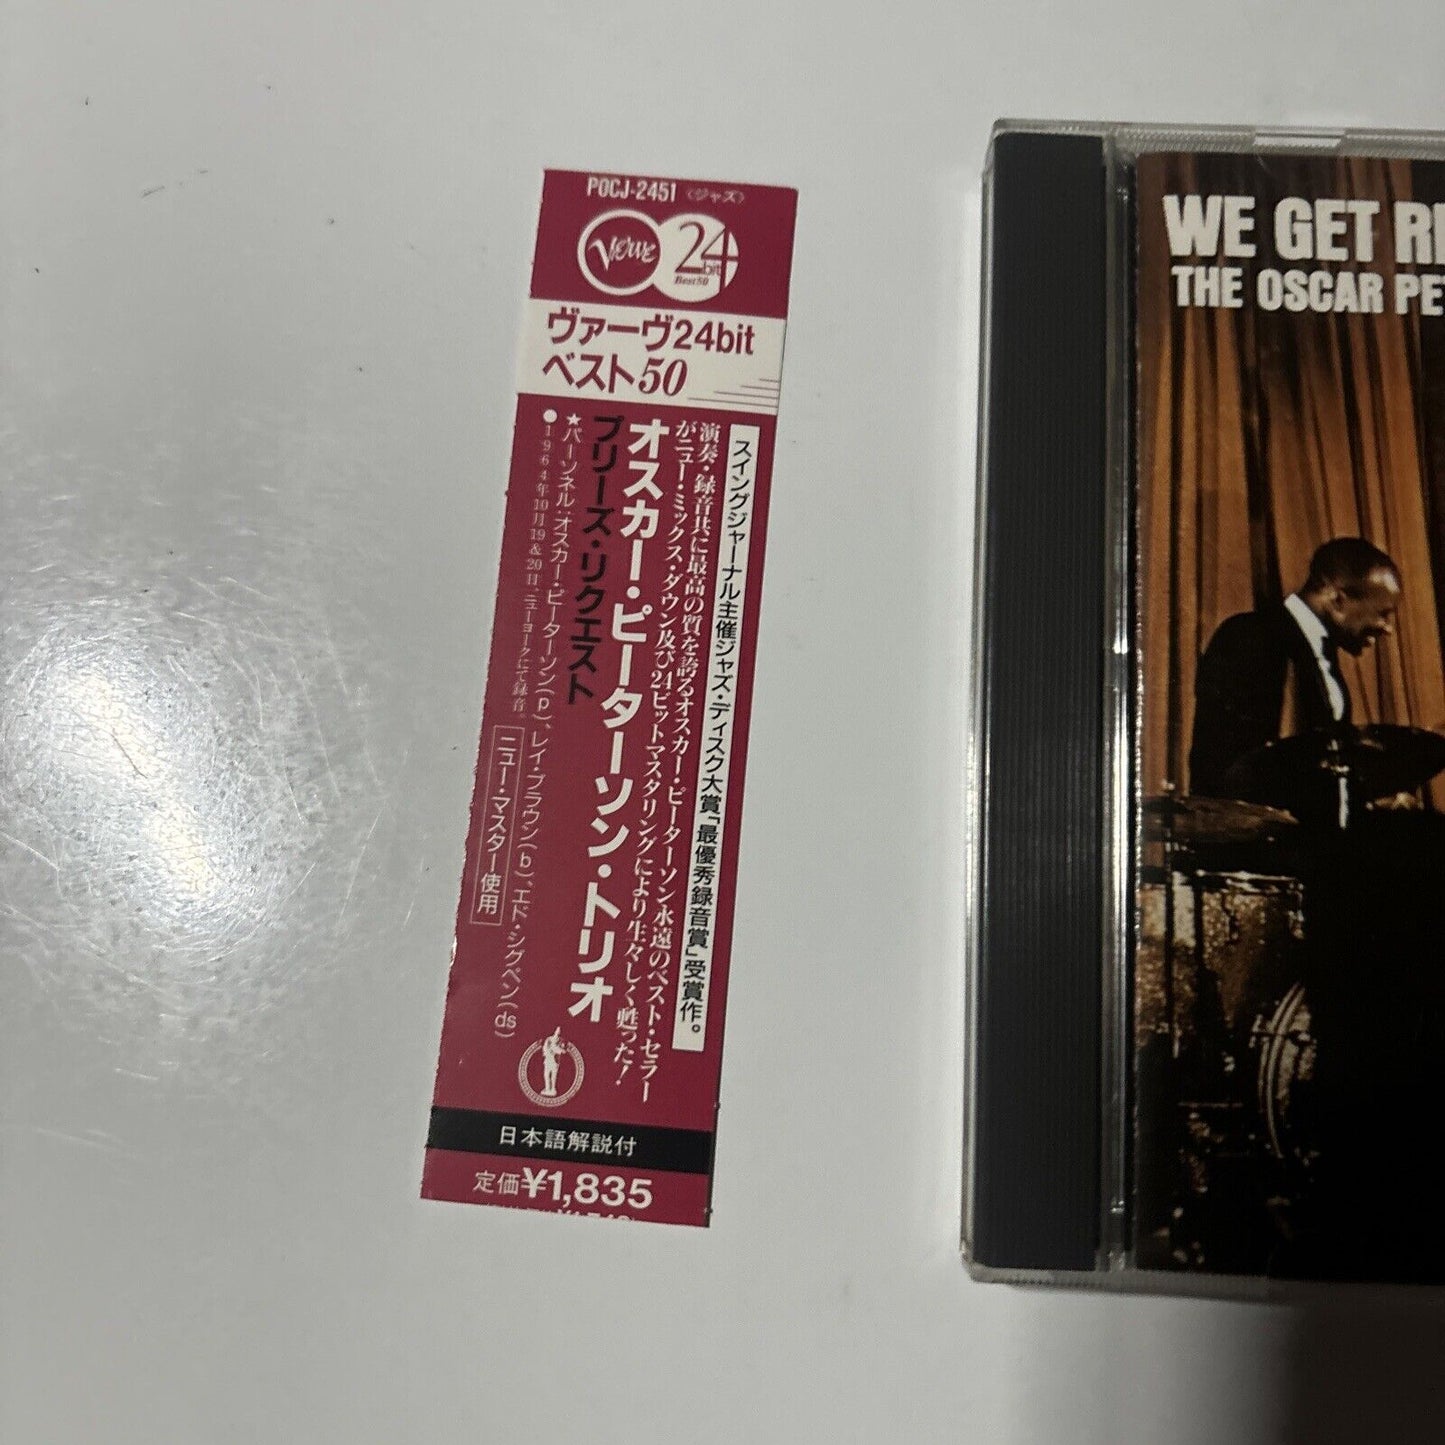 POCJ-2451 〈ジャズ〉
Verve
24
bit
Best50
ヴァーヴ24bit
ベスト50
スイングジャーナル主催ジャズ・ディスク大賞「最優秀録音賞」受賞作。
演奏・録音共に最高の質を誇るオスカー・ピーターソン永遠のベスト・セラー
がニュー・ミックス・ダウン及び24ビットマスタリングにより生々しく甦った!
オスカー・ピーターソン・トリオ
プリーズ・リクエスト
★パーソネル:オスカー・ピーターソン(p)、レイ・ブラウン(b)、エド・シグペン(ds)
●1964年10月19&20日、ニューヨークにて録音。
ニュー・マスター使用
日本語解説付
定価¥1,835
WE GET RE
THE OSCAR PE